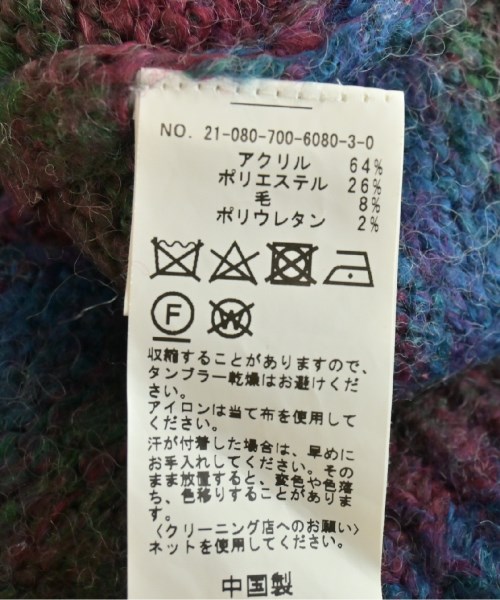 NO. 21-080-700-6080-3-0
アクリル 64%
ポリエステル 26%
毛 8%
ポリウレタン 2%
F W
収縮することがありますので、
タンブラー乾燥はお避けくだ
さい。
アイロンは当て布を使用して
ください。
汗が付着した場合は、早めに
お手入れしてください。その
まま放置すると、変色や色落
ち、色移りすることがありま
す。
〈クリーニング店へのお願い〉
ネットを使用してください。
中国製